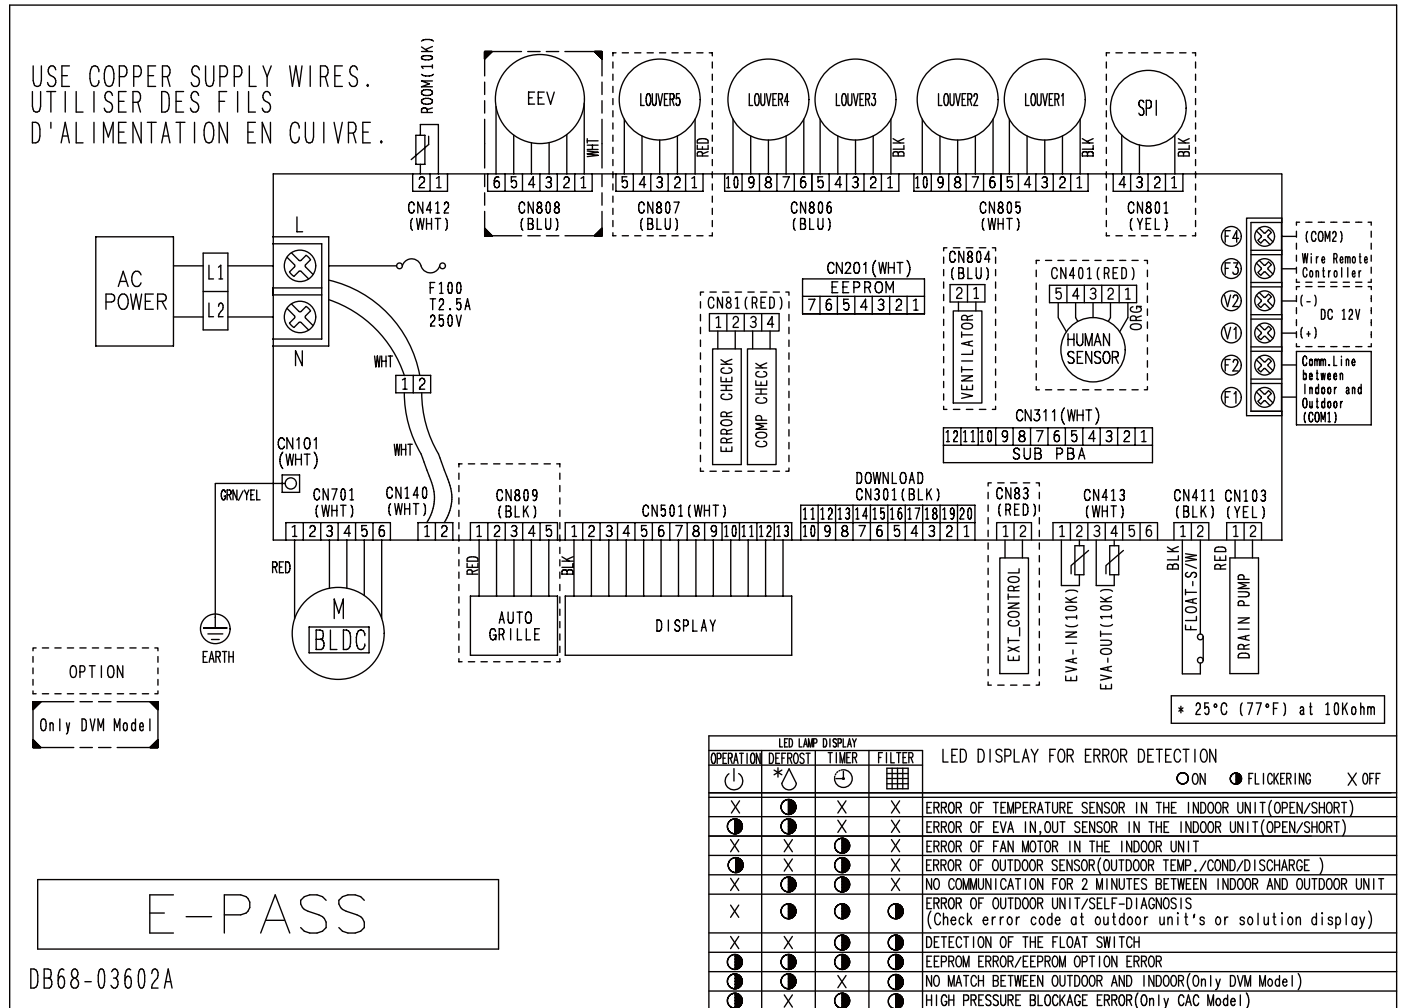 USE COPPER SUPPLY WIRES.
UTILISER DES FILS
D'ALIMENTATION EN CUIVRE.
ROOM(10K)
2 1
CN412
(WHT)
EEV
WHT
6 5 4 3 2 1
CN808
(BLU)
LOUVER5
RED
5 4 3 2 1
CN807
(BLU)
LOUVER4
LOUVER3
BLK
10 9 8 7 6 5 4 3 2 1
CN806
(BLU)
LOUVER2
LOUVER1
BLK
10 9 8 7 6 5 4 3 2 1
CN805
(WHT)
SPI
BLK
4 3 2 1
CN801
(YEL)
AC
POWER
L1
L2
L
N
F100
T2.5A
250V
WHT
1 2
WHT
CN201(WHT)
EEPROM
7 6 5 4 3 2 1
CN81(RED)
1 2 3 4
ERROR CHECK
COMP CHECK
CN804
(BLU)
2 1
VENTILATOR
CN401(RED)
5 4 3 2 1
ORG
HUMAN
SENSOR
F4
(COM2)
F3
Wire Remote
Controller
V2
(-)
DC 12V
V1
(+)
F2
F1
Comm.Line
between
Indoor and
Outdoor
(COM1)
CN311(WHT)
12 11 10 9 8 7 6 5 4 3 2 1
SUB PBA
CN101
(WHT)
GRN/YEL
EARTH
CN701
(WHT)
1 2 3 4 5 6
RED
M
BLDC
CN140
(WHT)
1 2
CN809
(BLK)
1 2 3 4 5
RED
AUTO
GRILLE
CN501(WHT)
1 2 3 4 5 6 7 8 9 10 11 12 13
BLK
DISPLAY
DOWNLOAD
CN301(BLK)
11 12 13 14 15 16 17 18 19 20
10 9 8 7 6 5 4 3 2 1
CN83
(RED)
1 2
EXT_CONTROL
CN413
(WHT)
1 2 3 4 5 6
EVA-IN(10K)
EVA-OUT(10K)
CN411
(BLK)
1 2
BLK
FLOAT-S/W
CN103
(YEL)
1 2
RED
DRAIN PUMP
OPTION
Only DVM Model
* 25°C (77°F) at 10Kohm
LED LAMP DISPLAY
OPERATION DEFROST TIMER FILTER
LED DISPLAY FOR ERROR DETECTION
○ON ◑FLICKERING X OFF
X ◑ X X ERROR OF TEMPERATURE SENSOR IN THE INDOOR UNIT(OPEN/SHORT)
◑ ◑ X X ERROR OF EVA IN,OUT SENSOR IN THE INDOOR UNIT(OPEN/SHORT)
X X ◑ X ERROR OF FAN MOTOR IN THE INDOOR UNIT
◑ X ◑ X ERROR OF OUTDOOR SENSOR(OUTDOOR TEMP./COND/DISCHARGE )
X ◑ ◑ X NO COMMUNICATION FOR 2 MINUTES BETWEEN INDOOR AND OUTDOOR UNIT
X ◑ ◑ ◑ ERROR OF OUTDOOR UNIT/SELF-DIAGNOSIS
(Check error code at outdoor unit's or solution display)
X X ◑ ◑ DETECTION OF THE FLOAT SWITCH
◑ ◑ ◑ ◑ EEPROM ERROR/EEPROM OPTION ERROR
◑ ◑ X ◑ NO MATCH BETWEEN OUTDOOR AND INDOOR(Only DVM Model)
◑ X ◑ ◑ HIGH PRESSURE BLOCKAGE ERROR(Only CAC Model)
E-PASS
DB68-03602A